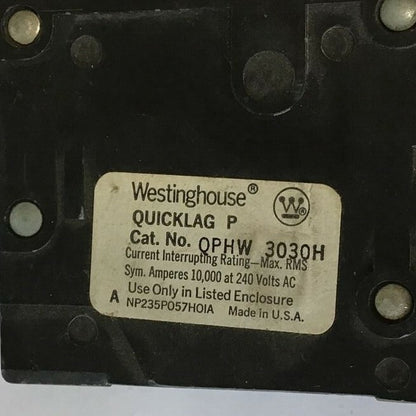 Westinghouse® W
QUICKLAG P
Cat. No. QPHW 3030H
Current Interrupting Rating—Max. RMS
Sym. Amperes 10,000 at 240 Volts AC
Use Only in Listed Enclosure
A NP235P057H01A Made in U.S.A.